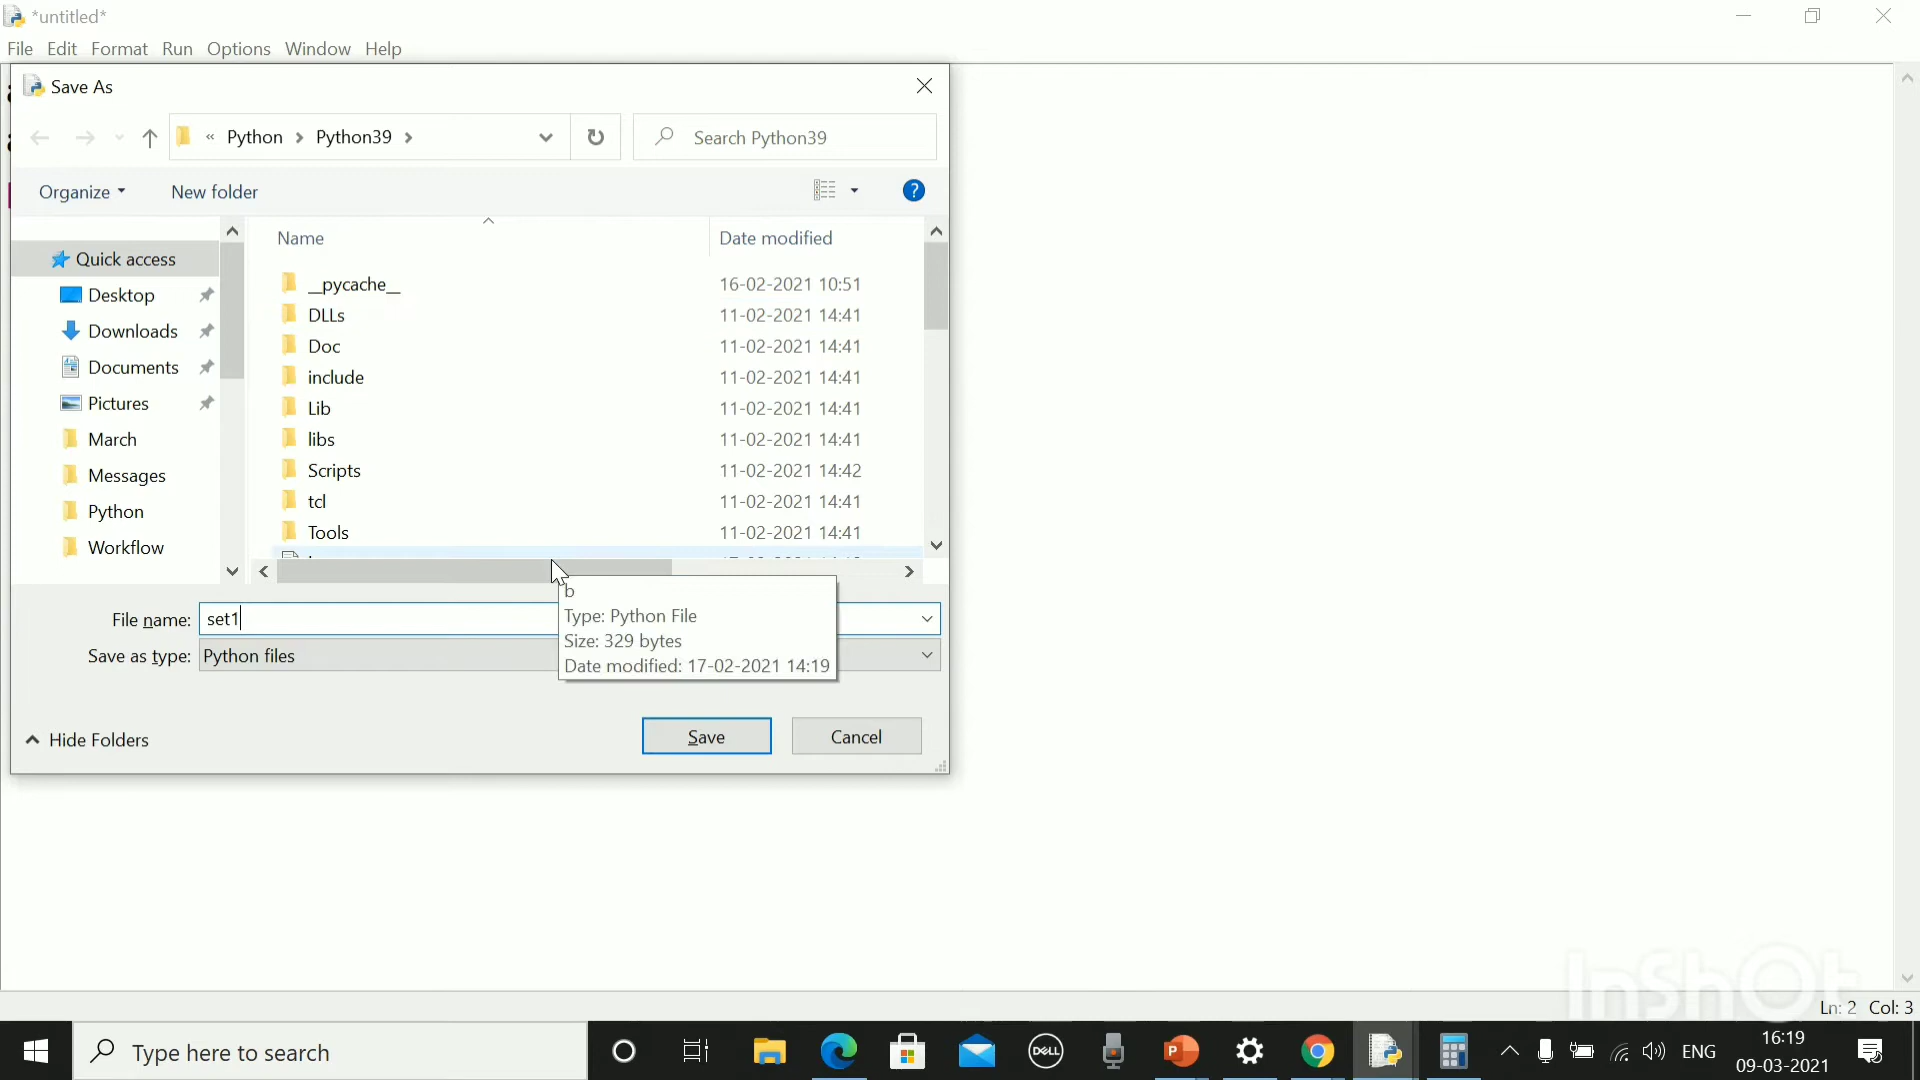 *untitled*
File Edit Format Run Options Window Help
Save As
« Python > Python39 >
Search Python39
Organize
New folder
?
Name
Date modified
Quick access
Desktop
Downloads
Documents
Pictures
March
Messages
Python
Workflow
__pycache__ 16-02-2021 10:51
DLLs 11-02-2021 14:41
Doc 11-02-2021 14:41
include 11-02-2021 14:41
Lib 11-02-2021 14:41
libs 11-02-2021 14:41
Scripts 11-02-2021 14:42
tcl 11-02-2021 14:41
Tools 11-02-2021 14:41
b
Type: Python File
Size: 329 bytes
Date modified: 17-02-2021 14:19
File name: set1
Save as type: Python files
Hide Folders
Save
Cancel
InShOt
Ln: 2 Col: 3
Type here to search
DELL
ENG
16:19
09-03-2021